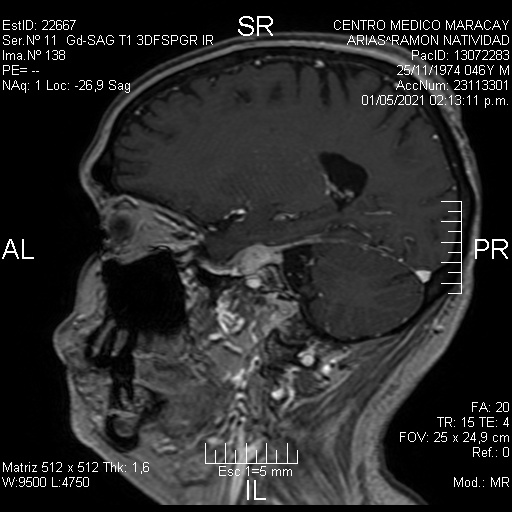 EstID: 22667
Ser.Nº 11 Gd-SAG T1 3DFSPGR IR
Ima.Nº 138
PE= --
NAq: 1 Loc: -26,9 Sag
SR
CENTRO MEDICO MARACAY
ARIAS^RAMON NATIVIDAD
PacID: 13072283
25/11/1974 046Y M
AccNum: 23113301
01/05/2021 02:13:11 p.m.
AL
PR
Matriz 512 x 512 Thk: 1,6
W:9500 L:4750
Esc 1=5 mm
IL
FA: 20
TR: 15 TE: 4
FOV: 25 x 24,9 cm
Ref.: 0
Mod.: MR